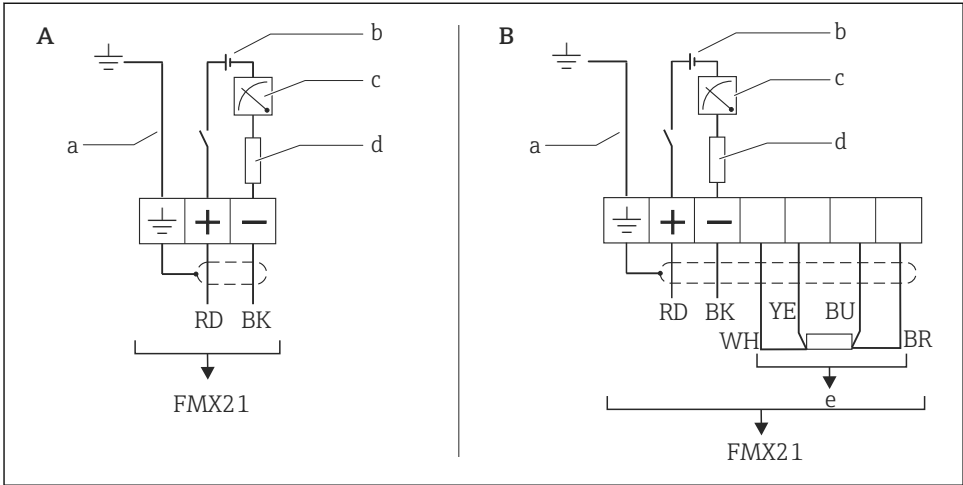 A
b
c
a
d
+ −
RD BK
FMX21
B
b
c
a
d
+ −
RD BK YE BU
WH BR
e
FMX21